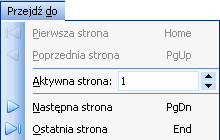 Przejdź do
Pierwsza strona Home
Poprzednia strona PgUp
Aktywna strona: 1
Następna strona PgDn
Ostatnia strona End